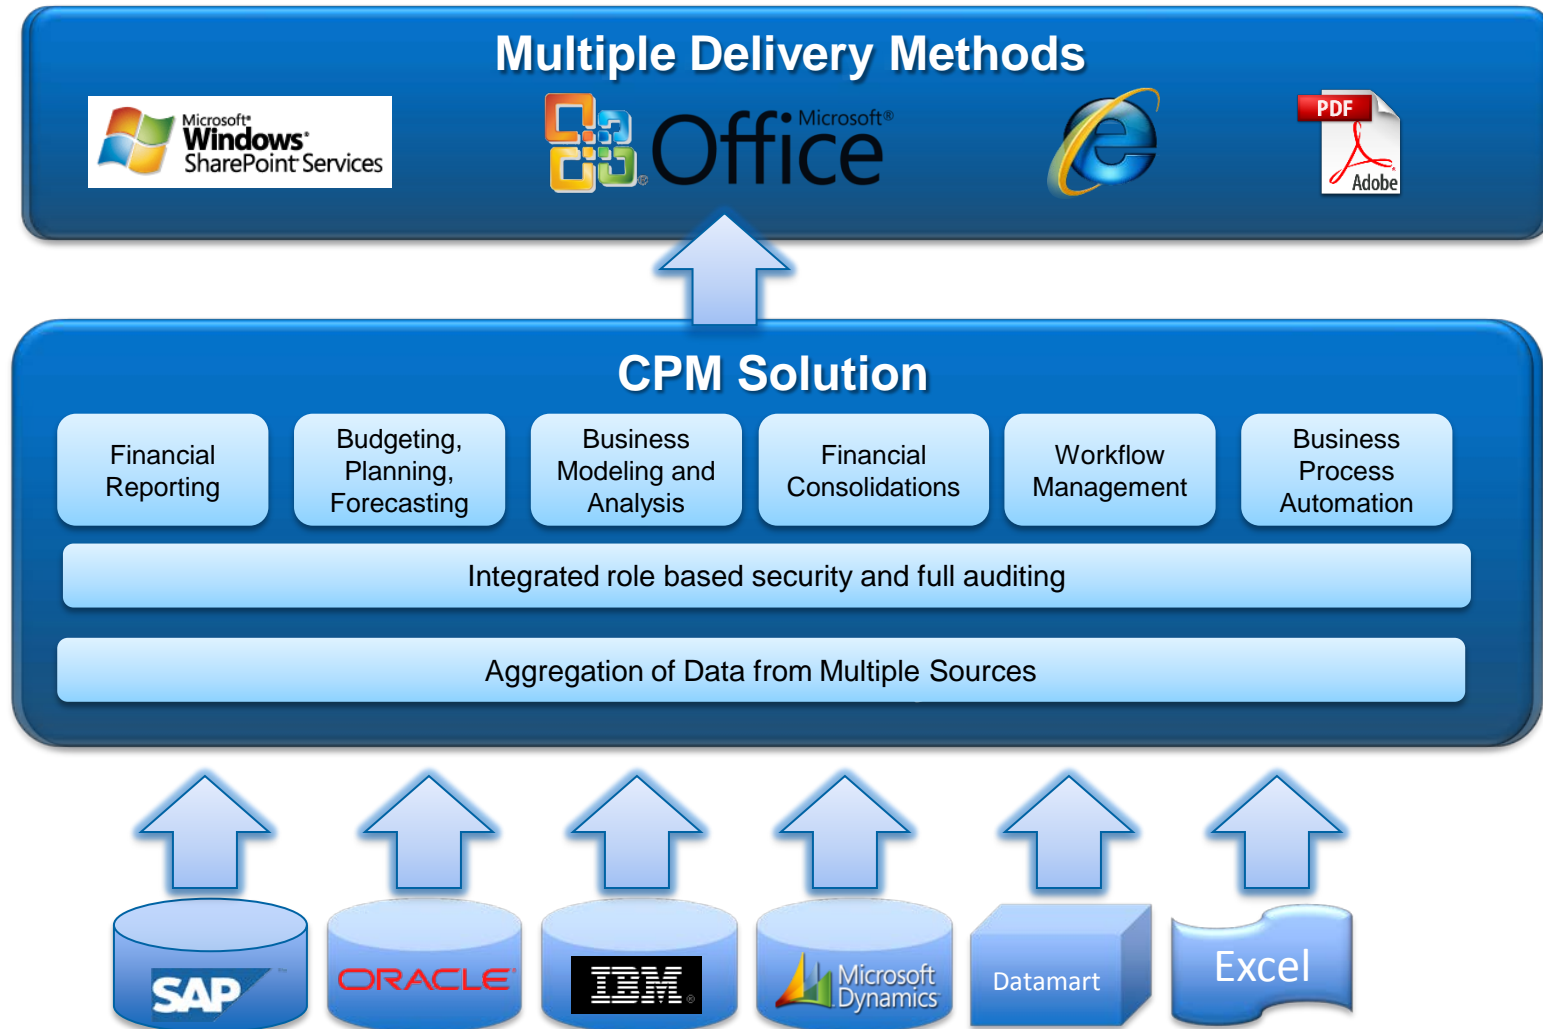 Multiple Delivery Methods
Microsoft®
Windows®
SharePoint Services
Microsoft®
Office
®
PDF
Adobe
CPM Solution
Financial
Reporting
Budgeting,
Planning,
Forecasting
Business
Modeling and
Analysis
Financial
Consolidations
Workflow
Management
Business
Process
Automation
Integrated role based security and full auditing
Aggregation of Data from Multiple Sources
SAP ™
ORACLE®
IBM®
Microsoft
Dynamics
Datamart
Excel